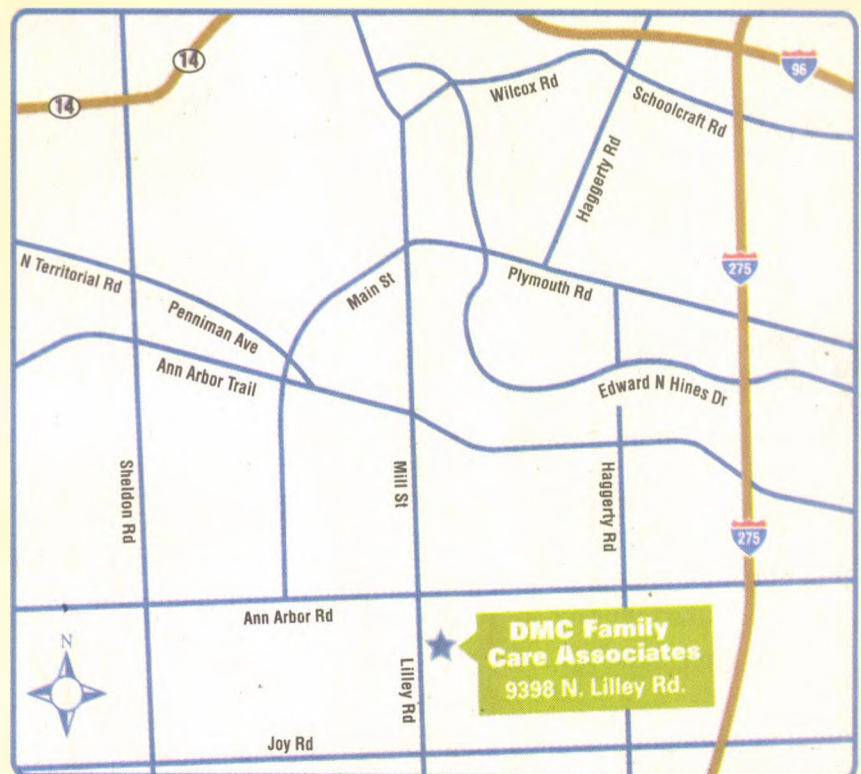 14
14
96
Wilcox Rd
Schoolcraft Rd
Haggerty Rd
275
N Territorial Rd
Main St
Plymouth Rd
Penniman Ave
Ann Arbor Trail
Edward N Hines Dr
Sheldon Rd
Mill St
Haggerty Rd
275
Ann Arbor Rd
DMC Family
Care Associates
9398 N. Lilley Rd.
N
Lilley Rd
Joy Rd